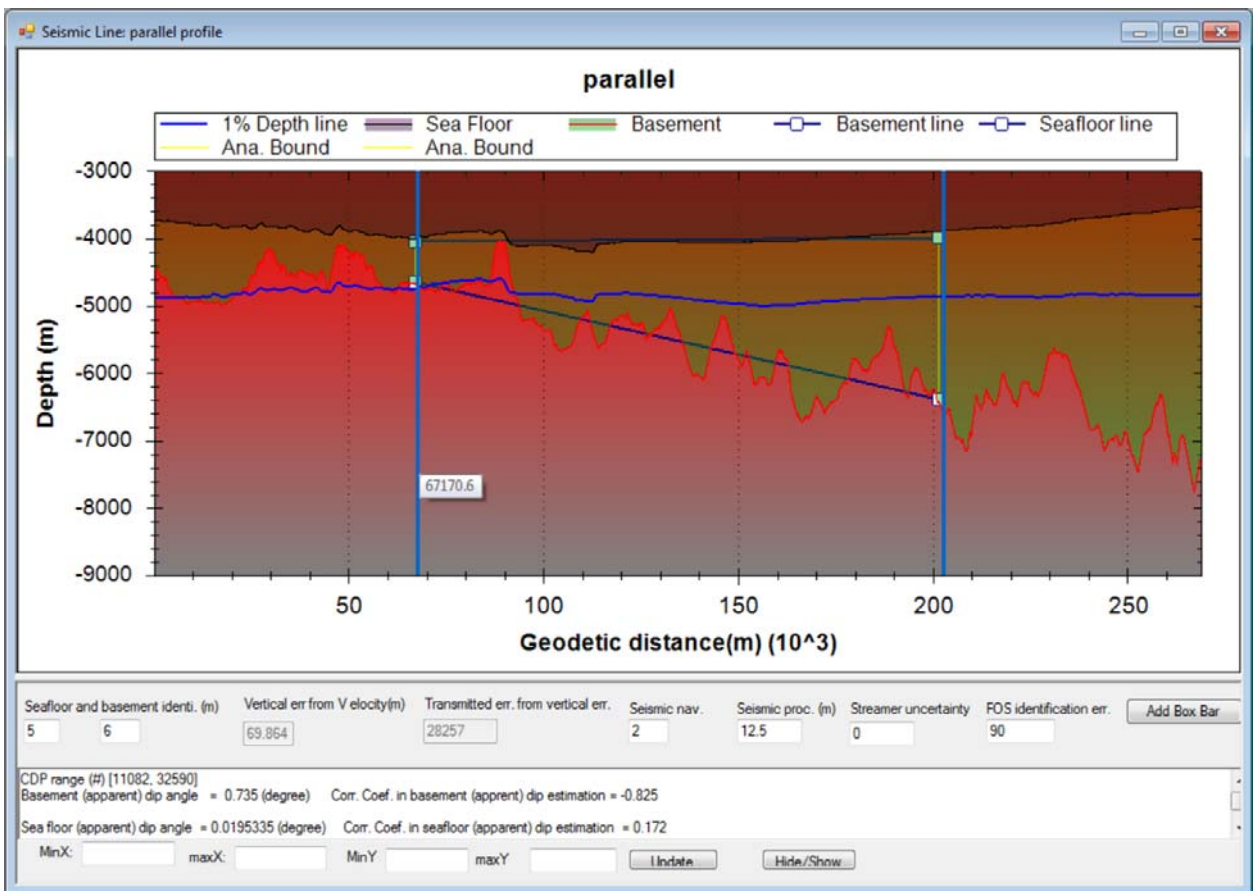 Seismic Line: parallel profile
parallel
1% Depth line Sea Floor Basement Basement line Seafloor line
Ana. Bound Ana. Bound
-3000
-4000
-5000
-6000
-7000
-8000
-9000
Depth (m)
67170.6
50 100 150 200 250
Geodetic distance(m) (10^3)
Seafloor and basement identi. (m) Vertical err from V elocity(m) Transmitted err. from vertical err. Seismic nav. Seismic proc. (m) Streamer uncertainty FOS identification err. Add Box Bar
5 6 69.864 28257 2 12.5 0 90
CDP range (#) [11082, 32590]
Basement (apparent) dip angle = 0.735 (degree) Corr. Coef. in basement (apprent) dip estimation = -0.825
Sea floor (apparent) dip angle = 0.0195335 (degree) Corr. Coef. in seafloor (apparent) dip estimation = 0.172
MinX: maxX: MinY maxY Update Hide/Show